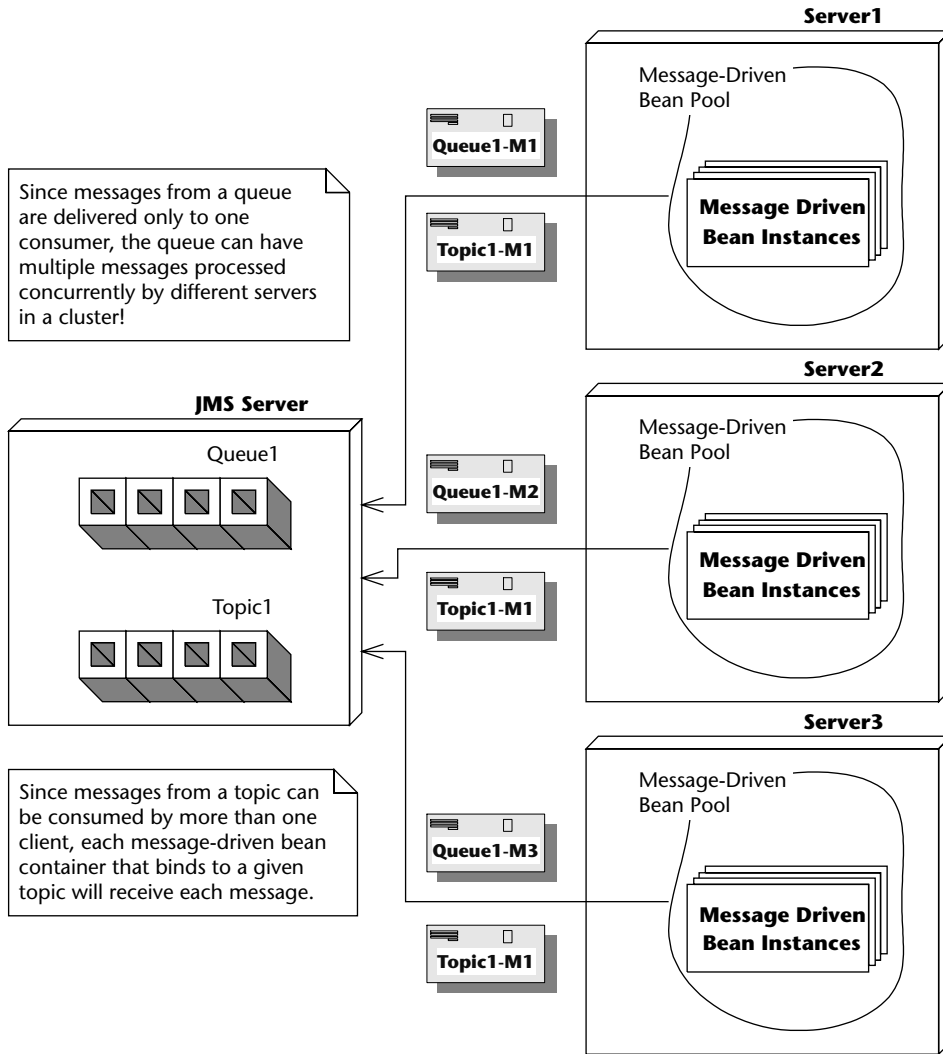 Server1
Message-Driven
Bean Pool
Queue1-M1
Message Driven
Bean Instances
Topic1-M1
Since messages from a queue
are delivered only to one
consumer, the queue can have
multiple messages processed
concurrently by different servers
in a cluster!
Server2
JMS Server
Message-Driven
Bean Pool
Queue1
Queue1-M2
Message Driven
Bean Instances
Topic1
Topic1-M1
Server3
Since messages from a topic can
be consumed by more than one
client, each message-driven bean
container that binds to a given
topic will receive each message.
Message-Driven
Bean Pool
Queue1-M3
Message Driven
Bean Instances
Topic1-M1